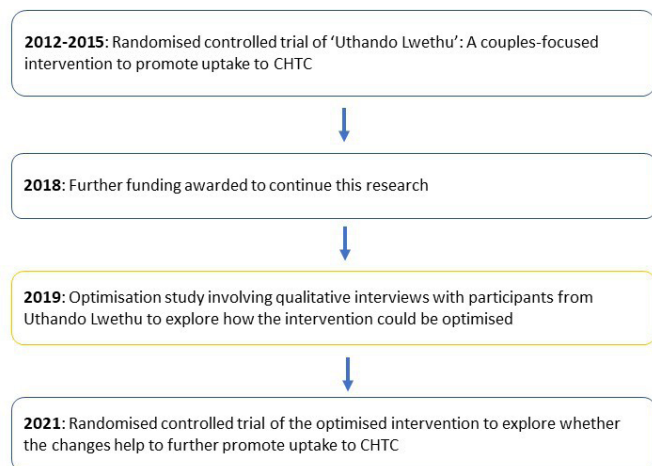 2012-2015: Randomised controlled trial of ‘Uthando Lwethu’: A couples-focused
intervention to promote uptake to CHTC
2018: Further funding awarded to continue this research
2019: Optimisation study involving qualitative interviews with participants from
Uthando Lwethu to explore how the intervention could be optimised
2021: Randomised controlled trial of the optimised intervention to explore whether
the changes help to further promote uptake to CHTC